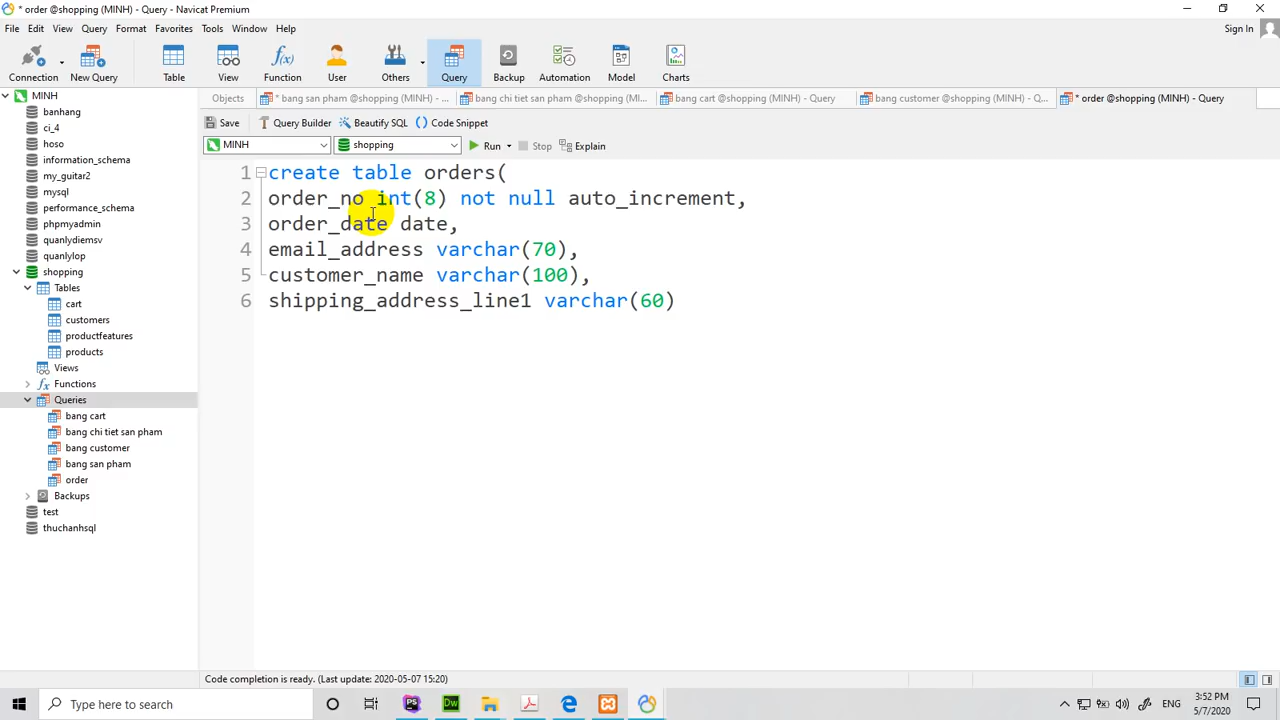 * order @shopping (MINH) - Query - Navicat Premium
File Edit View Query Format Favorites Tools Window Help
Sign In
Connection New Query Table View Function User Others Query Backup Automation Model Charts
MINH
banhang
ci_4
hoso
information_schema
my_guitar2
mysql
performance_schema
phpmyadmin
quanlydiemsv
quanlylop
shopping
Tables
cart
customers
productfeatures
products
Views
fx Functions
Queries
bang cart
bang chi tiet san pham
bang customer
bang san pham
order
Backups
test
thuchanhsql
Objects * bang san pham @shopping (MINH) - ... bang chi tiet san pham @shopping (MI... bang cart @shopping (MINH) - Query bang customer @shopping (MINH) - Q... * order @shopping (MINH) - Query
Save Query Builder Beautify SQL () Code Snippet
MINH shopping Run Stop Explain
1 create table orders(
2 order_no int(8) not null auto_increment,
3 order_date date,
4 email_address varchar(70),
5 customer_name varchar(100),
6 shipping_address_line1 varchar(60)
Code completion is ready. (Last update: 2020-05-07 15:20)
Type here to search
PS Dw
ENG
3:52 PM
5/7/2020